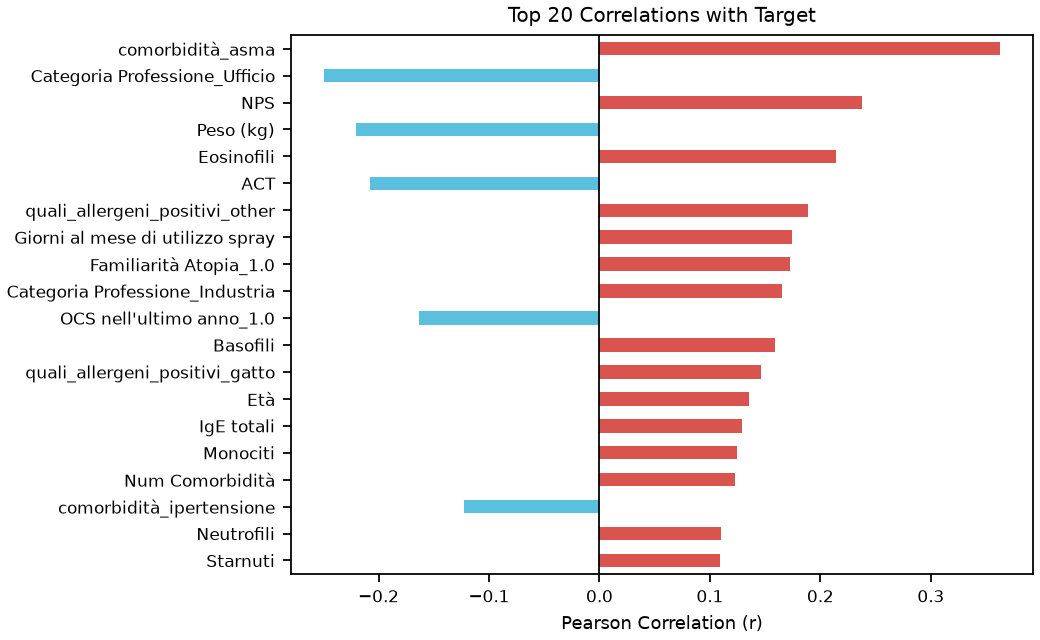 Top 20 Correlations with Target
comorbidità_asma
Categoria Professione_Ufficio
NPS
Peso (kg)
Eosinofili
ACT
quali_allergeni_positivi_other
Giorni al mese di utilizzo spray
Familiarità Atopia_1.0
Categoria Professione_Industria
OCS nell'ultimo anno_1.0
Basofili
quali_allergeni_positivi_gatto
Età
IgE totali
Monociti
Num Comorbidità
comorbidità_ipertensione
Neutrofili
Starnuti
−0.2 −0.1 0.0 0.1 0.2 0.3
Pearson Correlation (r)